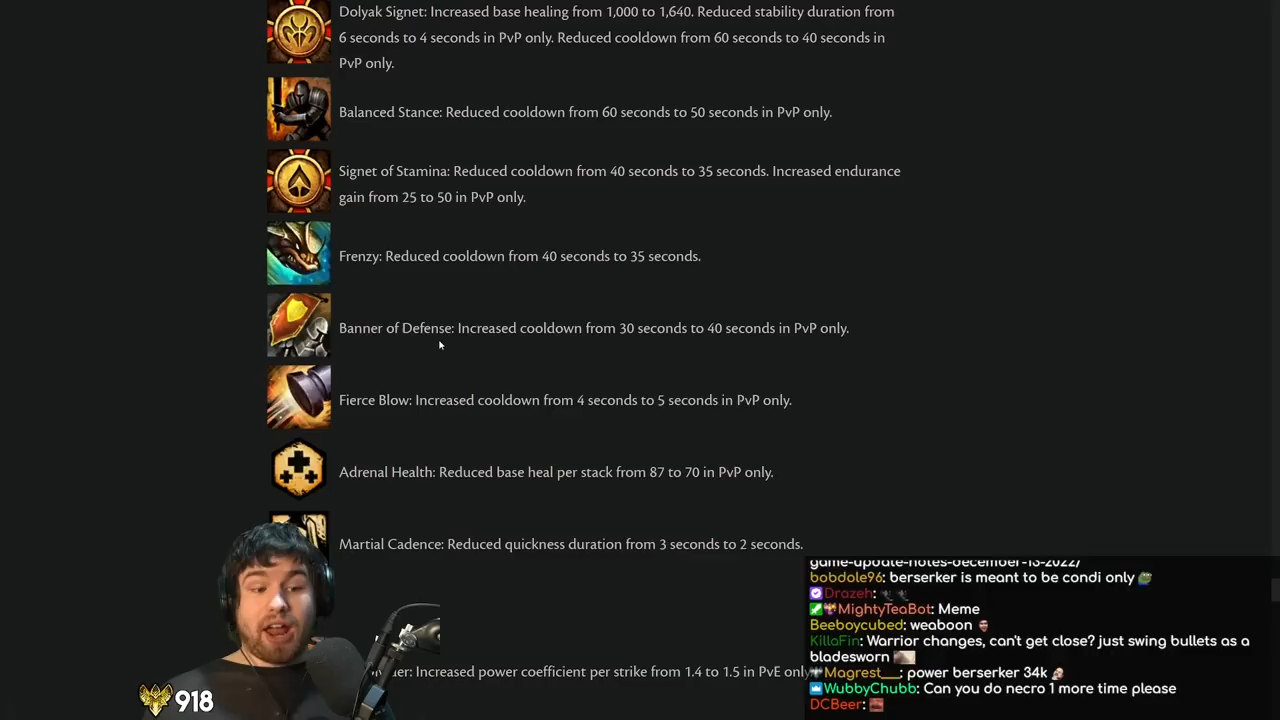 Dolyak Signet: Increased base healing from 1,000 to 1,640. Reduced stability duration from
6 seconds to 4 seconds in PvP only. Reduced cooldown from 60 seconds to 40 seconds in
PvP only.
Balanced Stance: Reduced cooldown from 60 seconds to 50 seconds in PvP only.
Signet of Stamina: Reduced cooldown from 40 seconds to 35 seconds. Increased endurance
gain from 25 to 50 in PvP only.
Frenzy: Reduced cooldown from 40 seconds to 35 seconds.
Banner of Defense: Increased cooldown from 30 seconds to 40 seconds in PvP only.
Fierce Blow: Increased cooldown from 4 seconds to 5 seconds in PvP only.
Adrenal Health: Reduced base heal per stack from 87 to 70 in PvP only.
Martial Cadence: Reduced quickness duration from 3 seconds to 2 seconds.
Increased power coefficient per strike from 1.4 to 1.5 in PvE only
game-update-notes-december-13-2022/
bobdole96: berserker is meant to be condi only
Drazeh:
MightyTeaBot: Meme
Beeboycubed: weaboon
KillaFin: Warrior changes, can't get close? just swing bullets as a
bladesworn
Magrest__: power berserker 34k
WubbyChubb: Can you do necro 1 more time please
DCBeer:
918